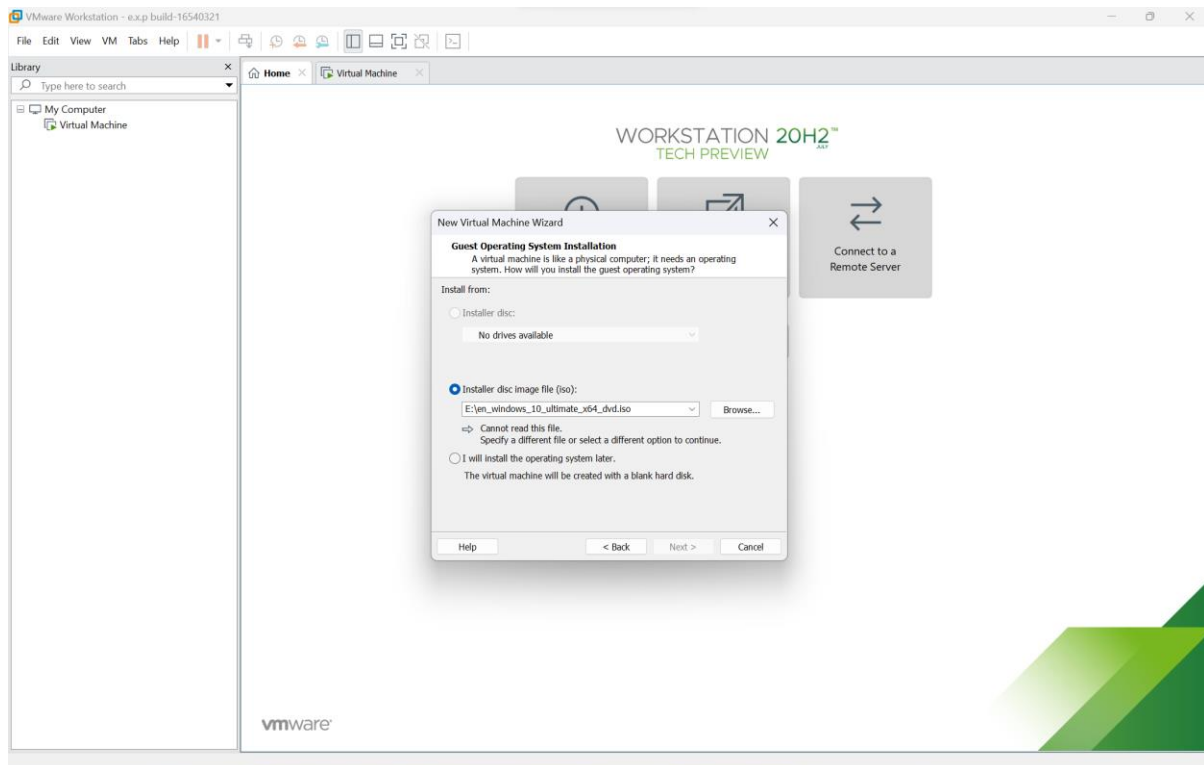 VMware Workstation - e.x.p build-16540321
File Edit View VM Tabs Help
Library
Home
Virtual Machine
Type here to search
My Computer
Virtual Machine
WORKSTATION 20H2™
JULY
TECH PREVIEW
Connect to a
Remote Server
New Virtual Machine Wizard
Guest Operating System Installation
A virtual machine is like a physical computer; it needs an operating
system. How will you install the guest operating system?
Install from:
Installer disc:
No drives available
Installer disc image file (iso):
E:\en_windows_10_ultimate_x64_dvd.iso
Browse...
Cannot read this file.
Specify a different file or select a different option to continue.
I will install the operating system later.
The virtual machine will be created with a blank hard disk.
Help
< Back
Next >
Cancel
vmware